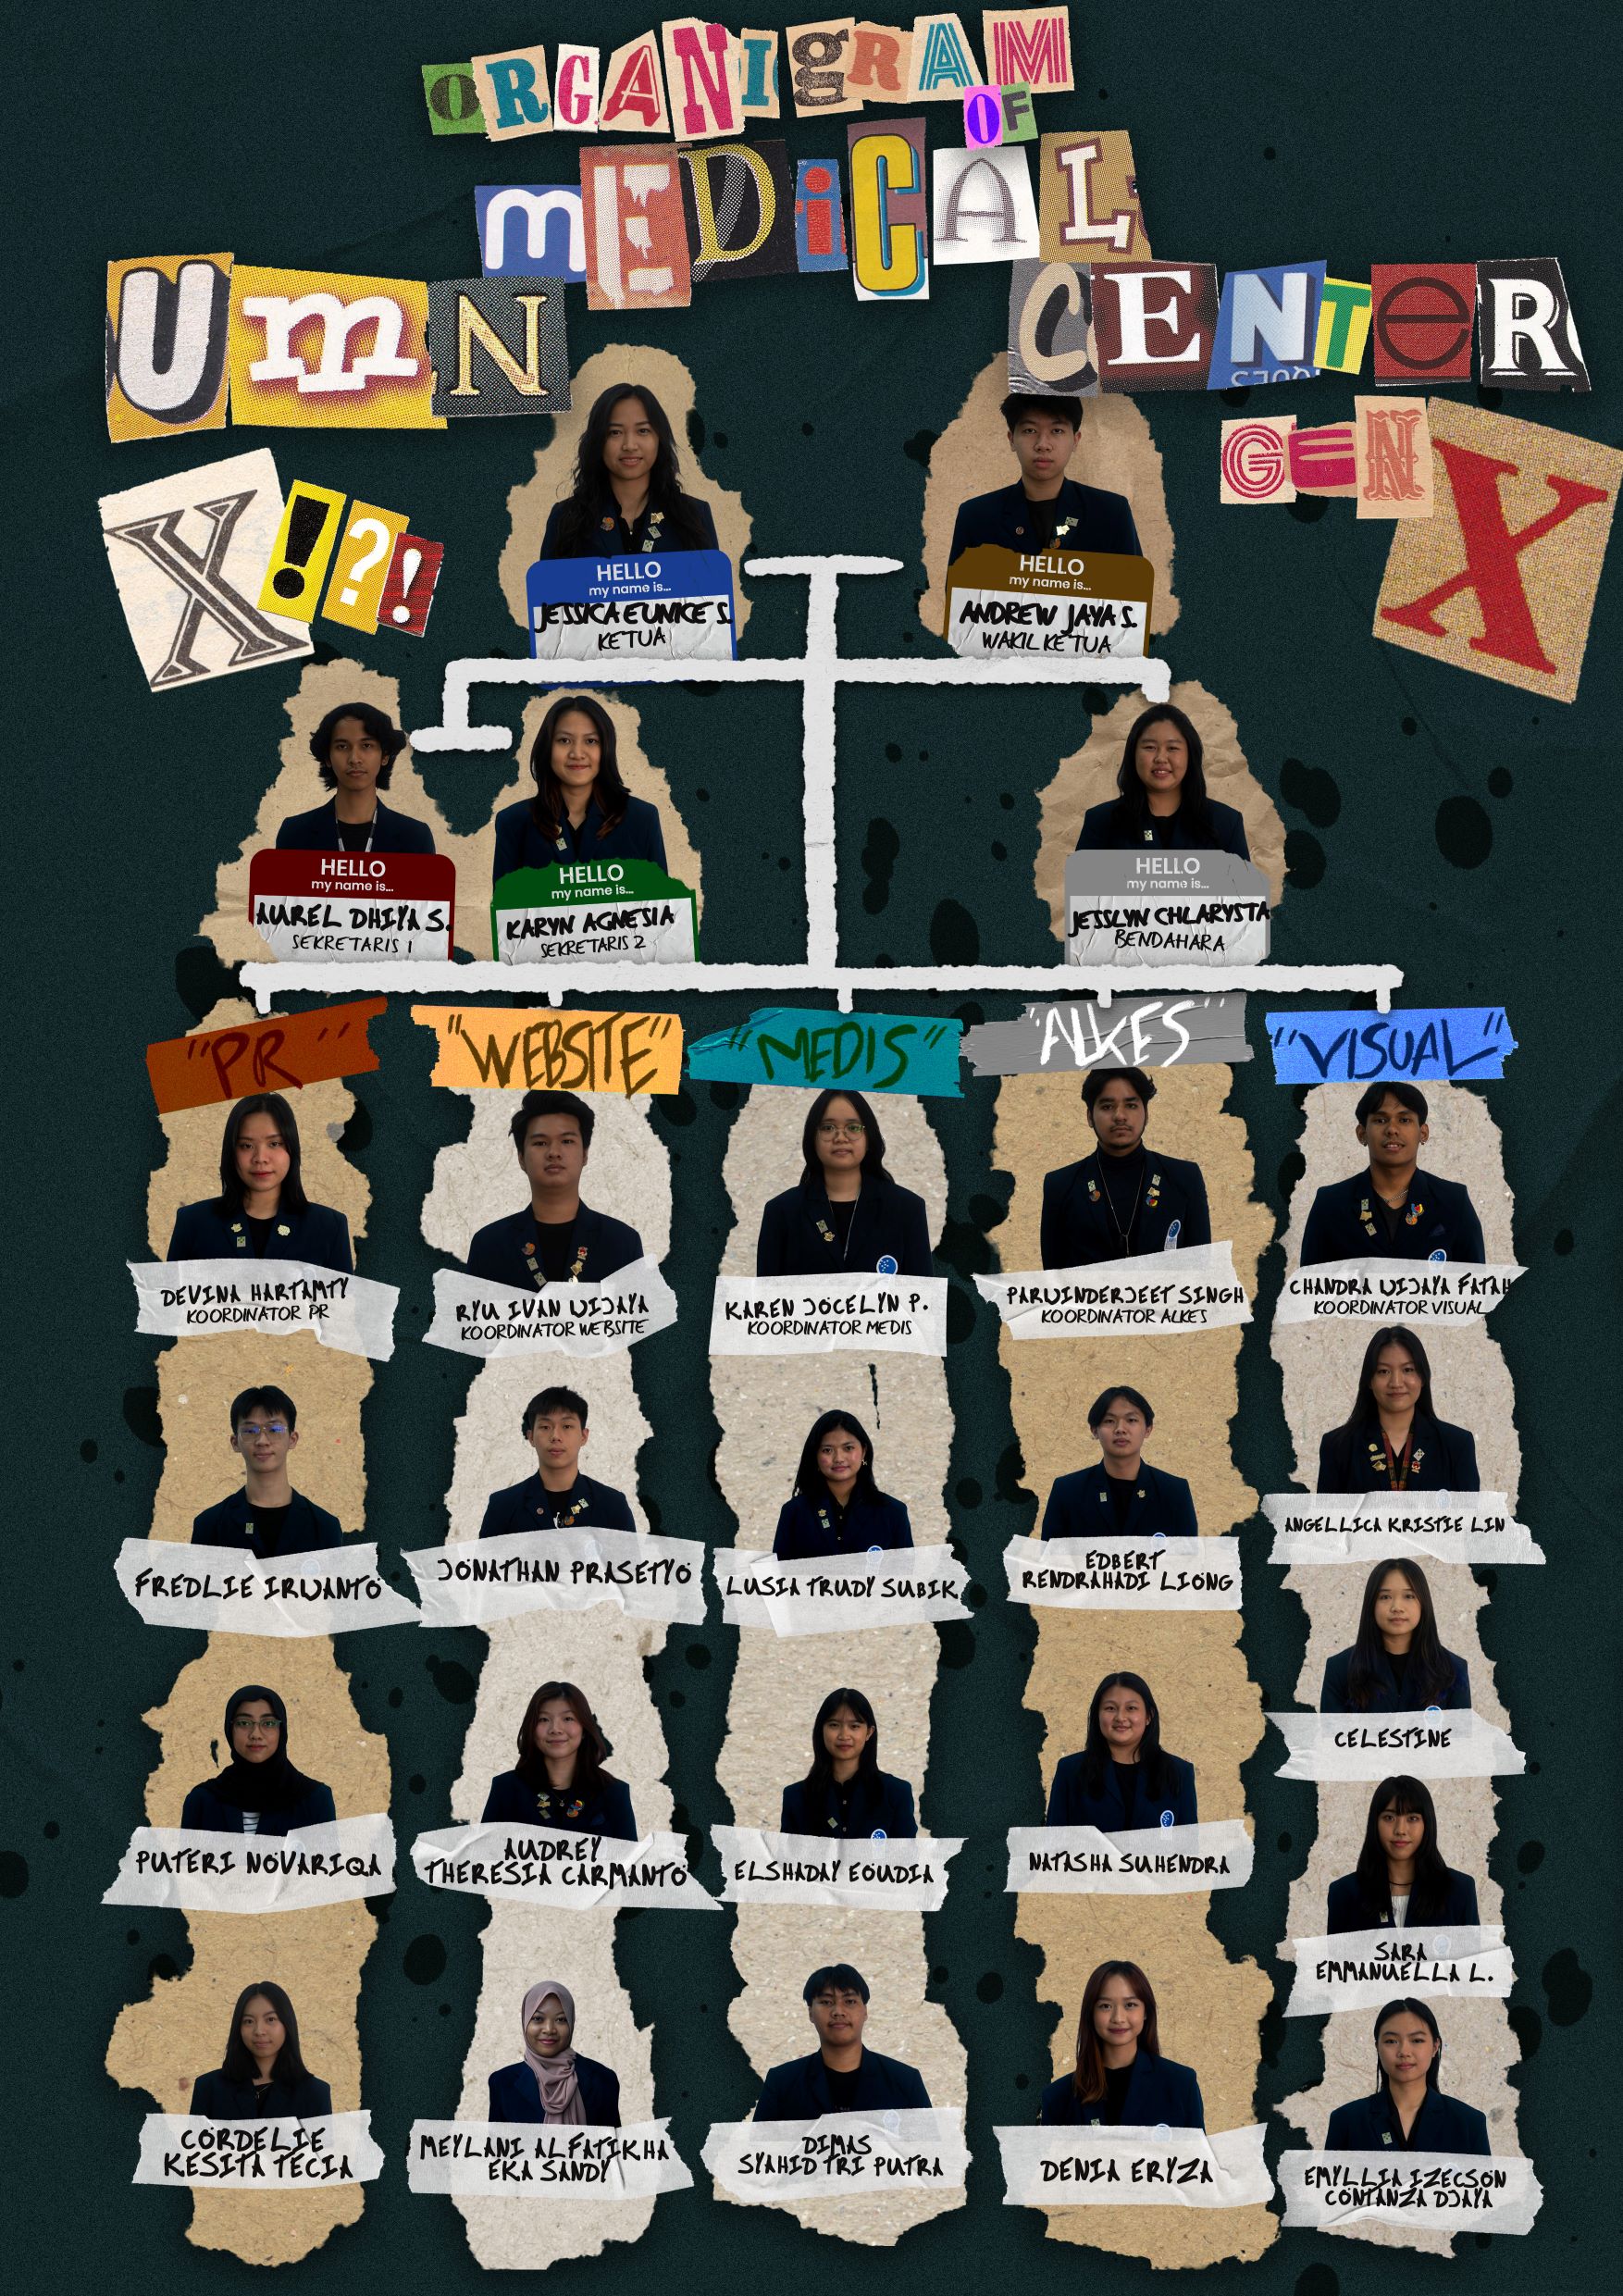 ORGANIgRAM
OF
mEDiCAL
UmN
CENTeR
GEN
X
X!?!
HELLO
my name is...
JESSICA EUNIKE S.
KETUA
HELLO
my name is...
ANDREW JAYA S.
WAKIL KETUA
HELLO
my name is...
AUREL DHIYA S.
SEKRETARIS 1
HELLO
my name is...
KARYN AGNESIA
SEKRETARIS 2
HELLO
my name is...
JESSLYN CHLARYSTA
BENDAHARA
"PR"
"WEBSITE"
"MEDIS"
"ALKES"
"VISUAL"
DEVINA HARTAMTY
KOORDINATOR PR
RYU IVAN WIJAYA
KOORDINATOR WEBSITE
KAREN JOCELYN P.
KOORDINATOR MEDIS
PARWINDERJEET SINGH
KOORDINATOR ALKES
CHANDRA WIJAYA FATAH
KOORDINATOR VISUAL
FREDLIE IRWANTO
JONATHAN PRASETYO
LUSIA TRUDY SUBIK
EDBERT
RENDRAHADI LIONG
ANGELLICA KRISTIE LIN
CELESTINE
PUTERI NOVARIQA
AUDREY
THERESIA CARMANTO
ELSHADAY EOUDIA
NATASHA SUHENDRA
SARA
EMMANUELLA L.
CORDELIE
KESITA TECIA
MEYLANI ALFATIKHA
EKA SANDY
DIMAS
SYAHID TRI PUTRA
DENIA ERYZA
EMYLLIA IZECSON
CONTANZA DJAYA